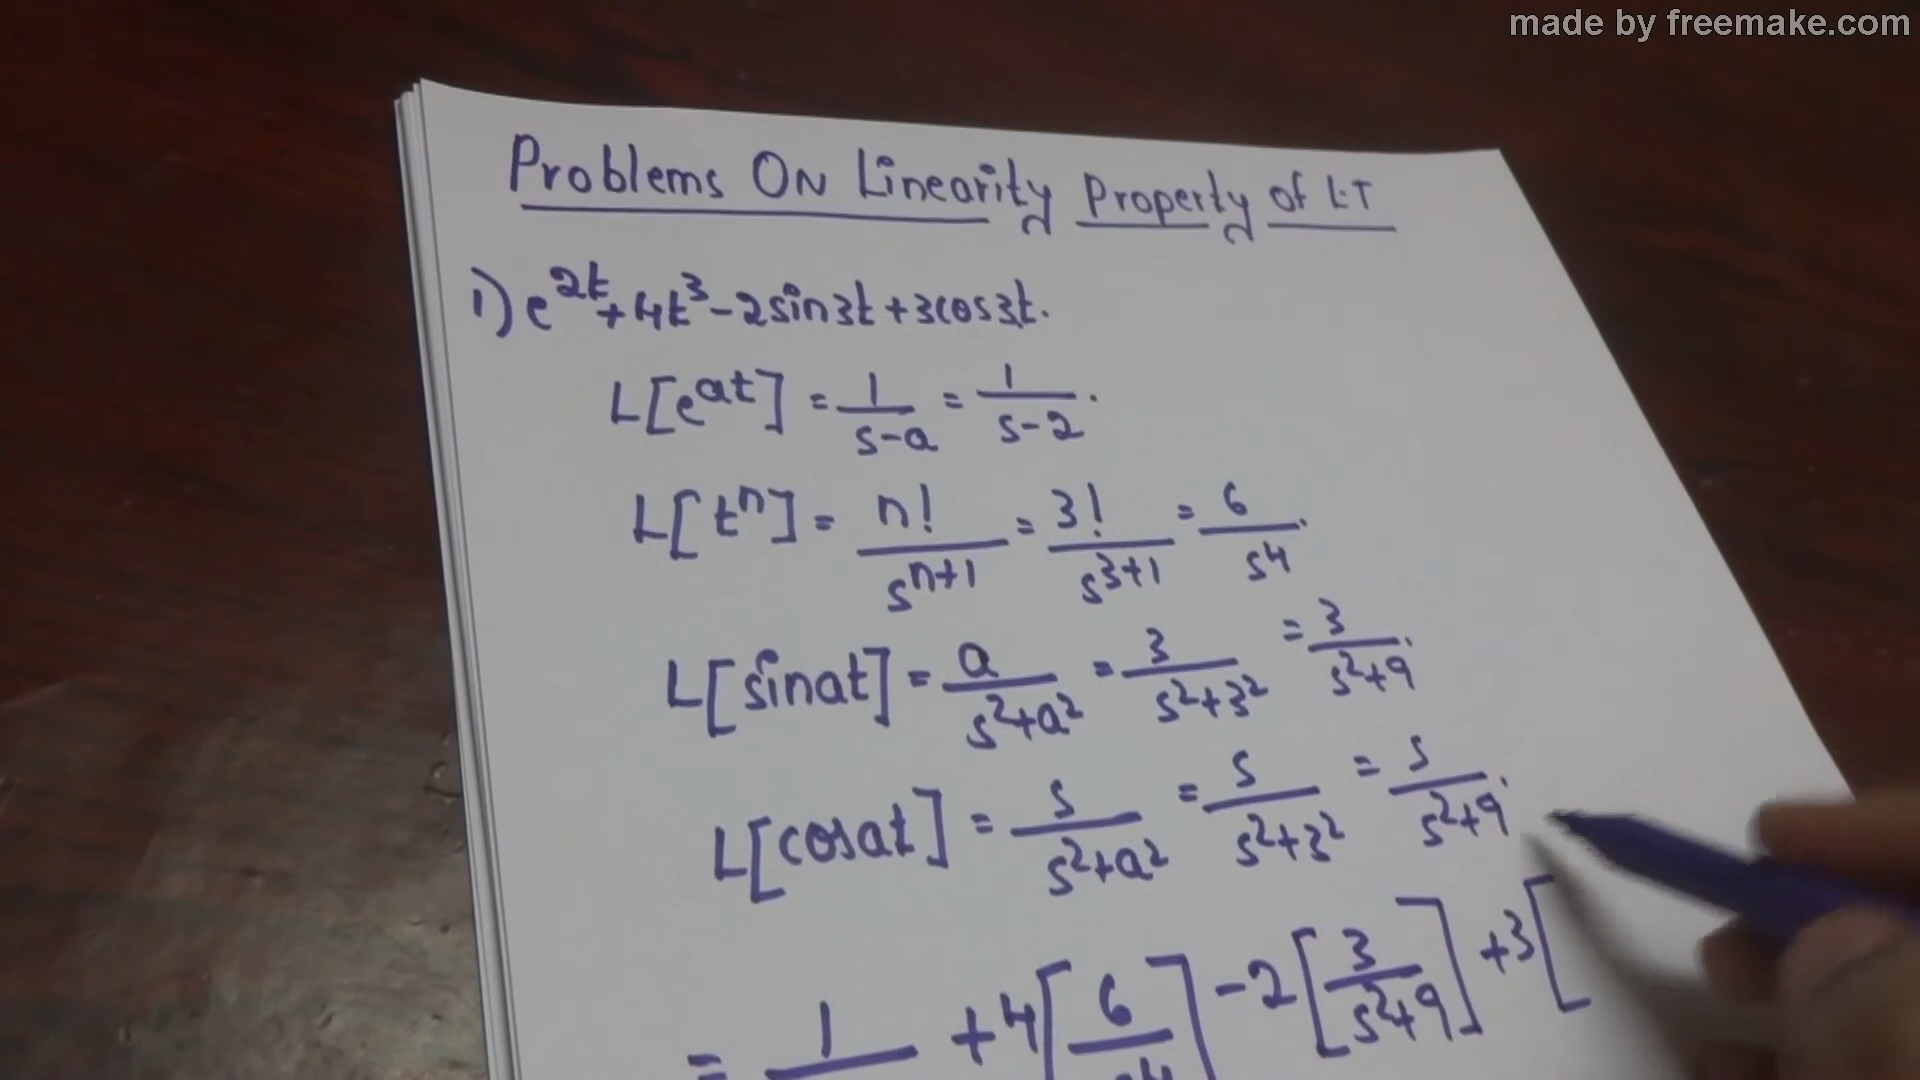 made by freemake.com
Problems On Linearity Property of LT
1) e^2t + 4t^3 - 2sin3t + 3cos3t.
L[e^at] = 1/(s-a) = 1/(s-2).
L[t^n] = n!/s^(n+1) = 3!/s^(3+1) = 6/s^4.
L[sinat] = a/(s^2+a^2) = 3/(s^2+3^2) = 3/(s^2+9).
L[cosat] = s/(s^2+a^2) = s/(s^2+3^2) = s/(s^2+9).
= 1/ + 4[6/s^4] - 2[3/(s^2+9)] + 3[